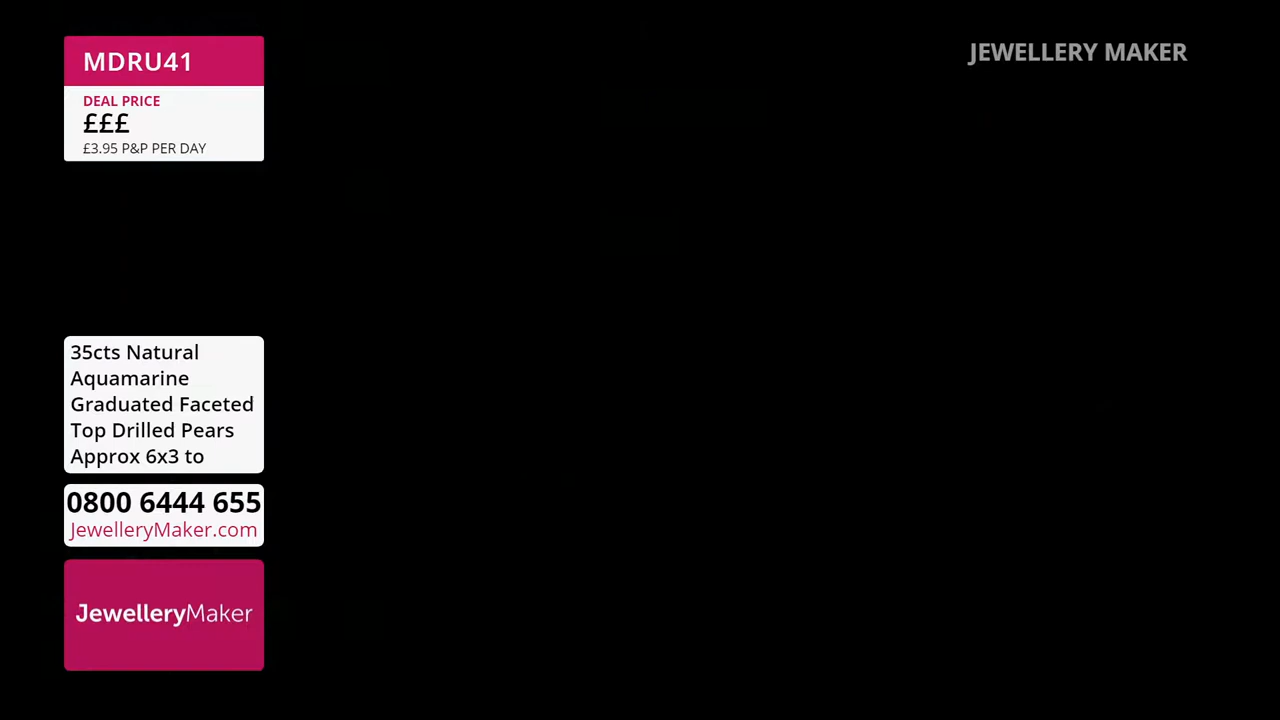 MDRU41
JEWELLERY MAKER
DEAL PRICE
£££
£3.95 P&P PER DAY
35cts Natural
Aquamarine
Graduated Faceted
Top Drilled Pears
Approx 6x3 to
0800 6444 655
JewelleryMaker.com
JewelleryMaker